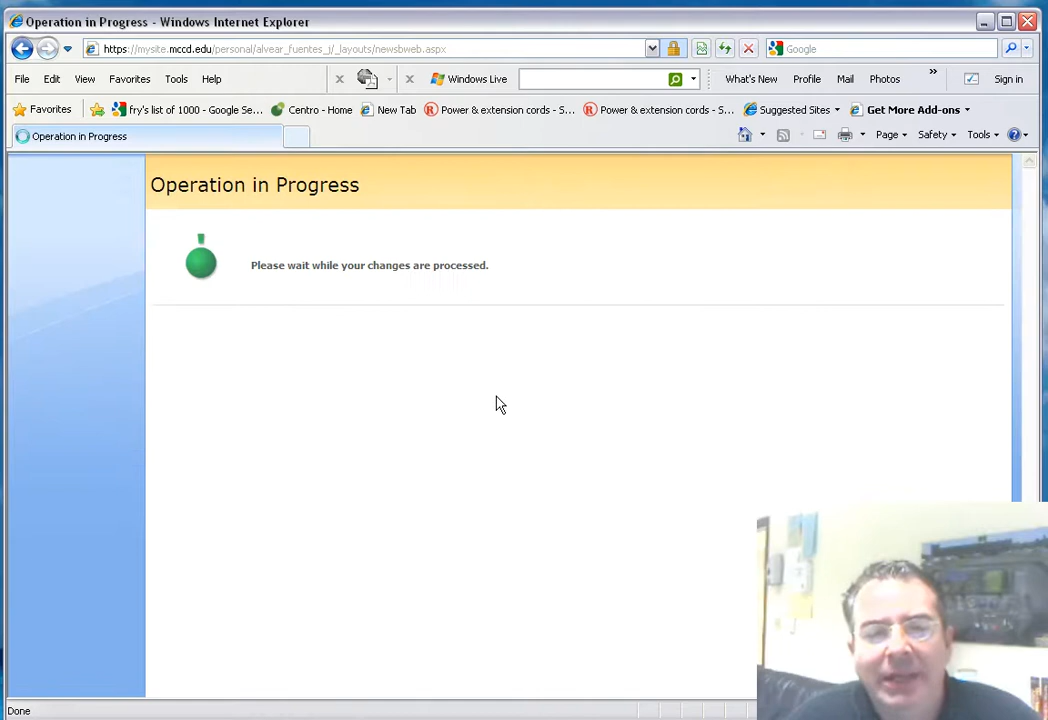 Operation in Progress - Windows Internet Explorer
https://mysite.mccd.edu/personal/alvear_fuentes_j/_layouts/newsbweb.aspx
Google
File Edit View Favorites Tools Help
Windows Live
What's New Profile Mail Photos » Sign in
Favorites
fry's list of 1000 - Google Se...
Centro - Home
New Tab
Power & extension cords - S...
Power & extension cords - S...
Suggested Sites
Get More Add-ons
Operation in Progress
Page Safety Tools
Operation in Progress
Please wait while your changes are processed.
Done